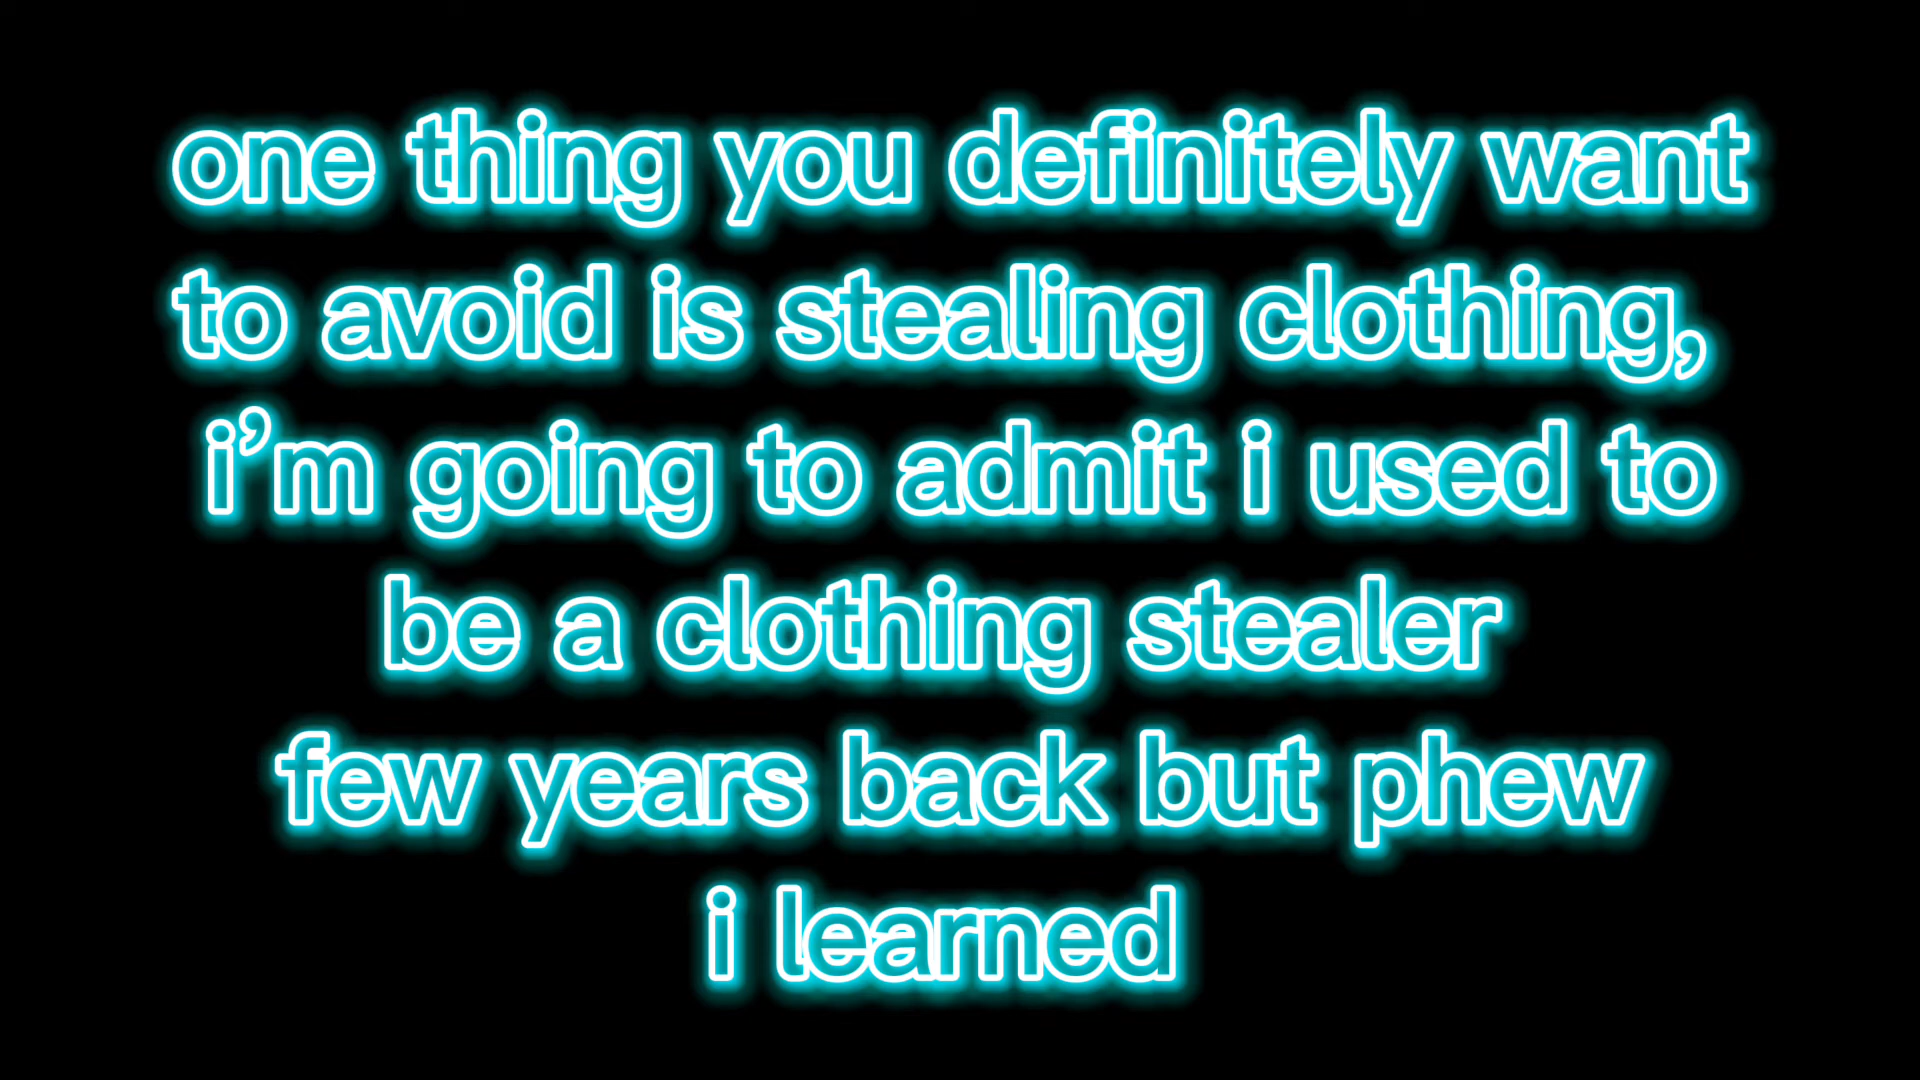 one thing you definitely want
to avoid is stealing clothing,
i’m going to admit i used to
be a clothing stealer
few years back but phew
i learned